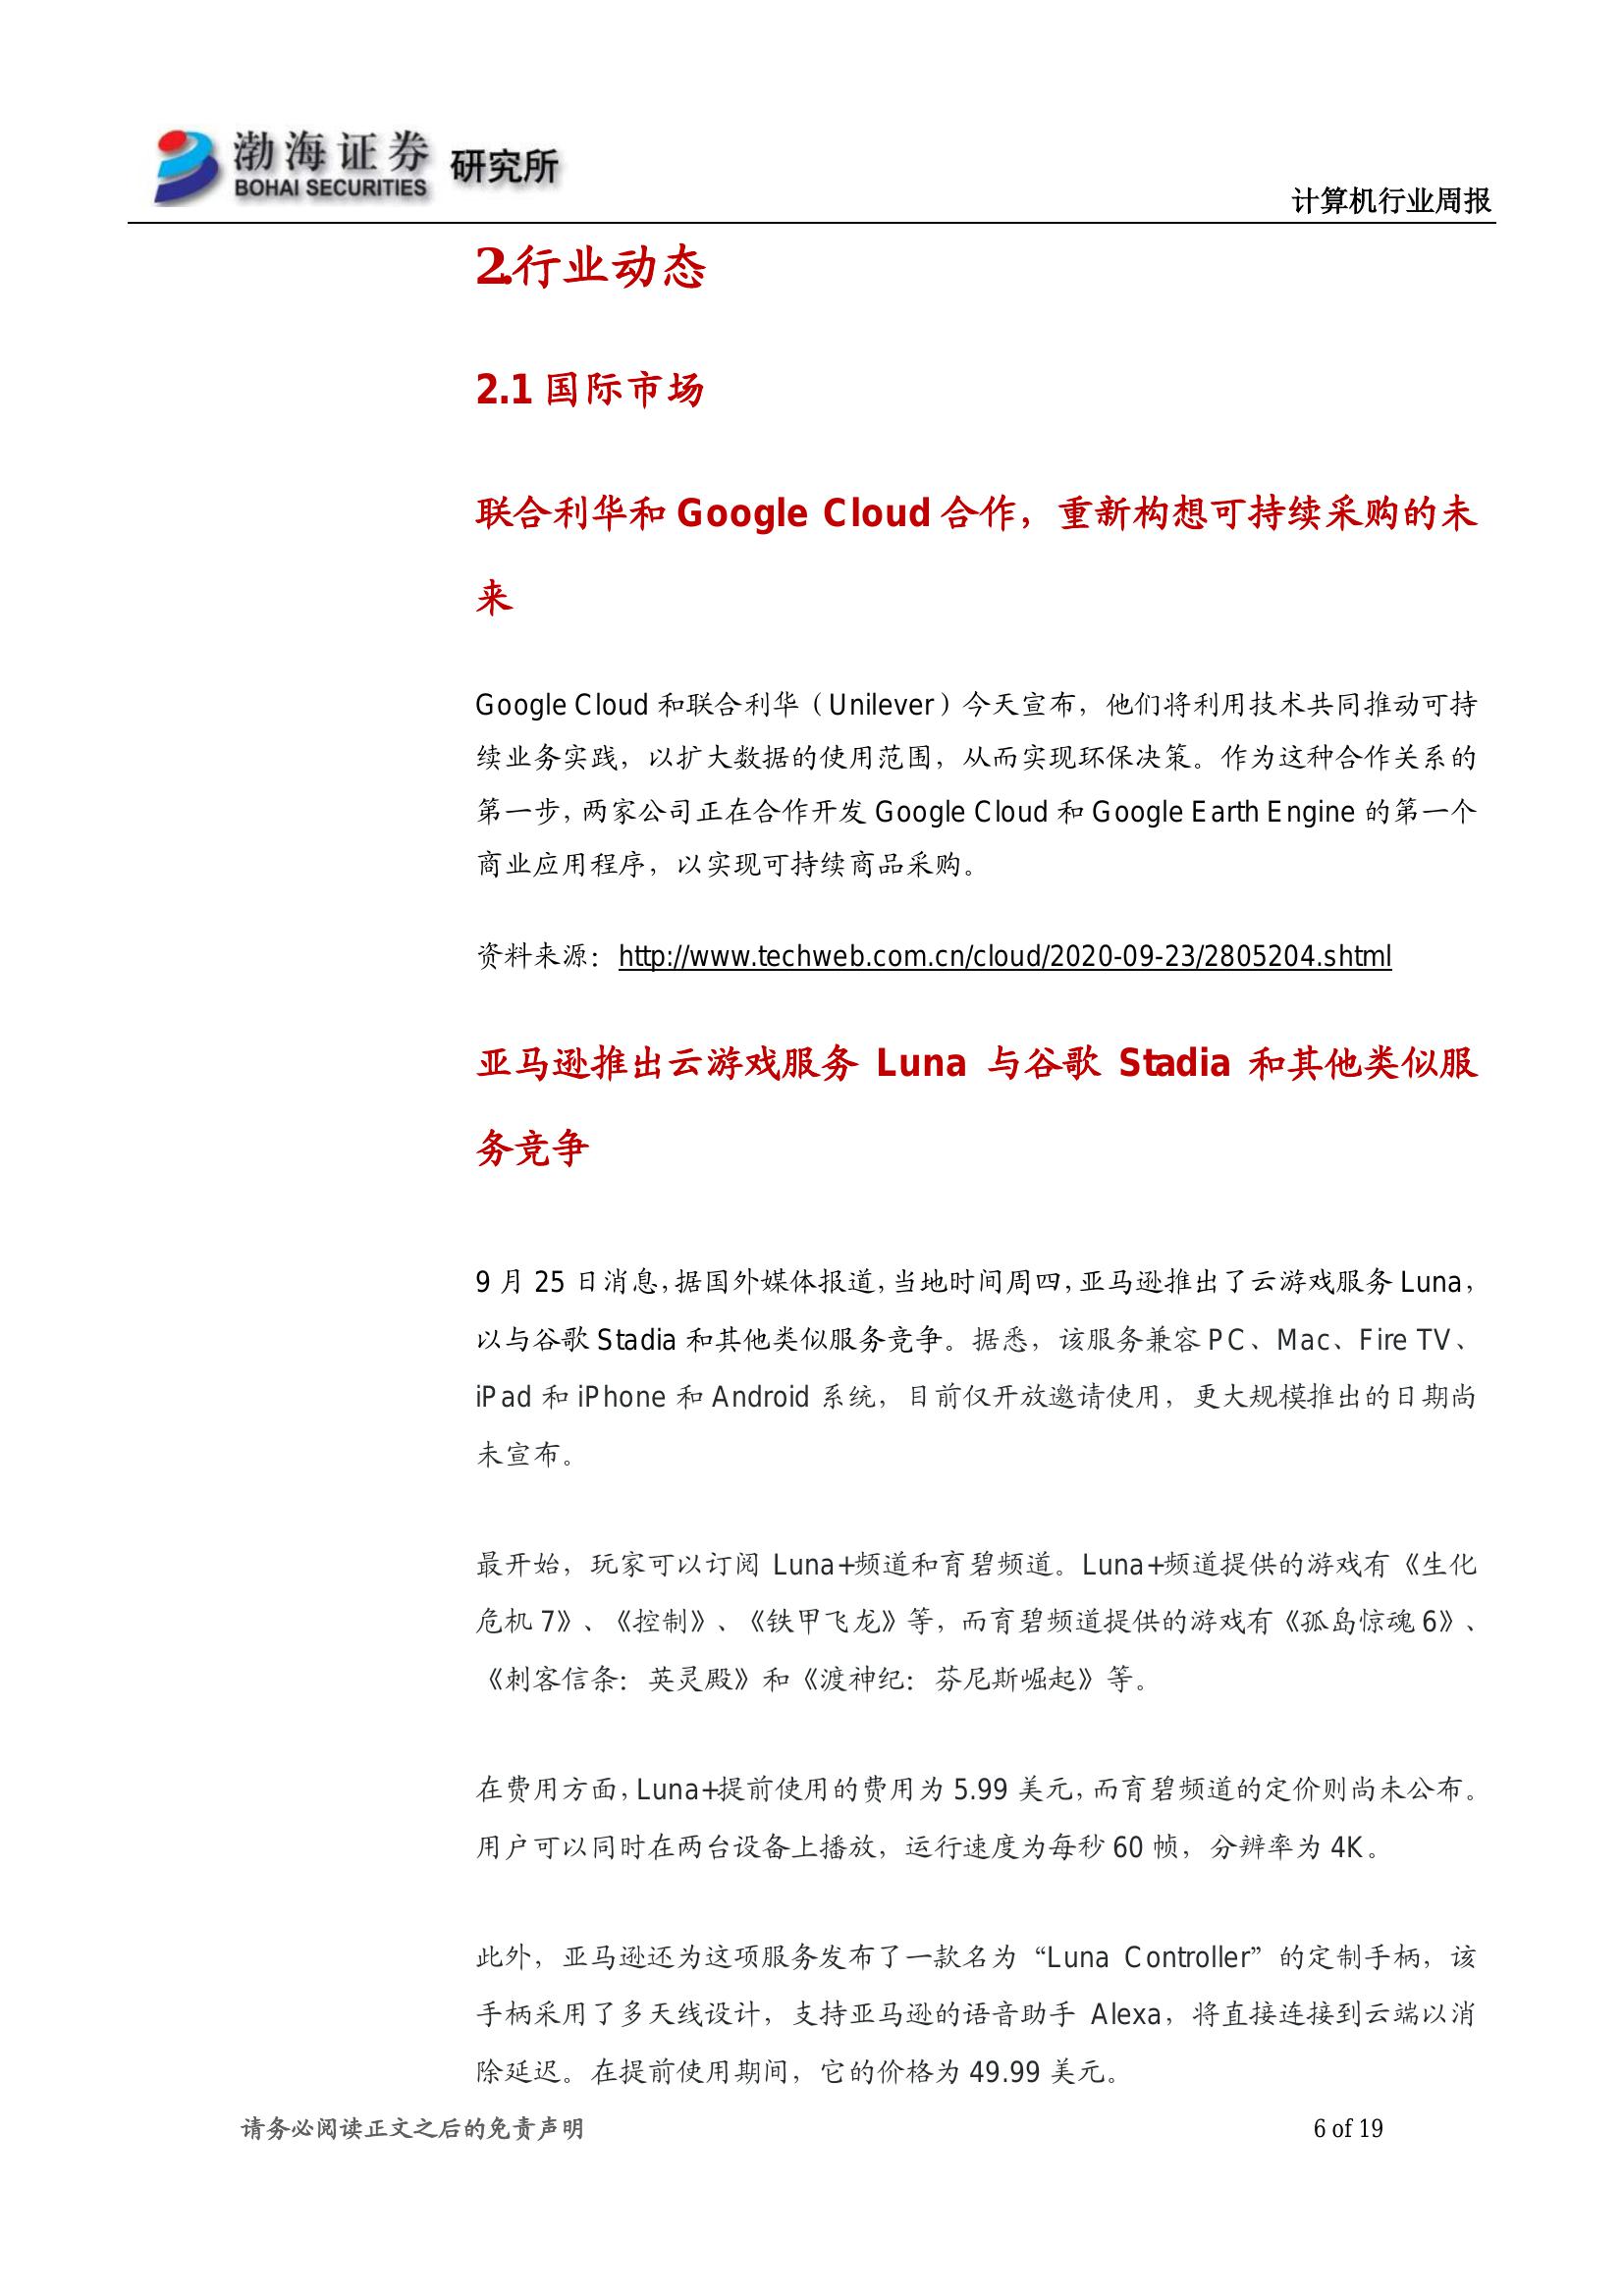 渤海证券 研究所
BOHAI SECURITIES
计算机行业周报
2.行业动态
2.1 国际市场
联合利华和 Google Cloud 合作，重新构想可持续采购的未
来
Google Cloud 和联合利华（Unilever）今天宣布，他们将利用技术共同推动可持
续业务实践，以扩大数据的使用范围，从而实现环保决策。作为这种合作关系的
第一步，两家公司正在合作开发 Google Cloud 和 Google Earth Engine 的第一个
商业应用程序，以实现可持续商品采购。
资料来源：http://www.techweb.com.cn/cloud/2020-09-23/2805204.shtml
亚马逊推出云游戏服务 Luna 与谷歌 Stadia 和其他类似服
务竞争
9 月 25 日消息，据国外媒体报道，当地时间周四，亚马逊推出了云游戏服务 Luna，
以与谷歌 Stadia 和其他类似服务竞争。据悉，该服务兼容 PC、Mac、Fire TV、
iPad 和 iPhone 和 Android 系统，目前仅开放邀请使用，更大规模推出的日期尚
未宣布。
最开始，玩家可以订阅 Luna+频道和育碧频道。Luna+频道提供的游戏有《生化
危机 7》、《控制》、《铁甲飞龙》等，而育碧频道提供的游戏有《孤岛惊魂 6》、
《刺客信条：英灵殿》和《渡神纪：芬尼斯崛起》等。
在费用方面，Luna+提前使用的费用为 5.99 美元，而育碧频道的定价则尚未公布。
用户可以同时在两台设备上播放，运行速度为每秒 60 帧，分辨率为 4K。
此外，亚马逊还为这项服务发布了一款名为“Luna Controller”的定制手柄，该
手柄采用了多天线设计，支持亚马逊的语音助手 Alexa，将直接连接到云端以消
除延迟。在提前使用期间，它的价格为 49.99 美元。
请务必阅读正文之后的免责声明
6 of 19